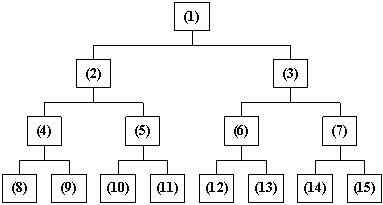 (1)
(2) (3)
(4) (5) (6) (7)
(8) (9) (10) (11) (12) (13) (14) (15)